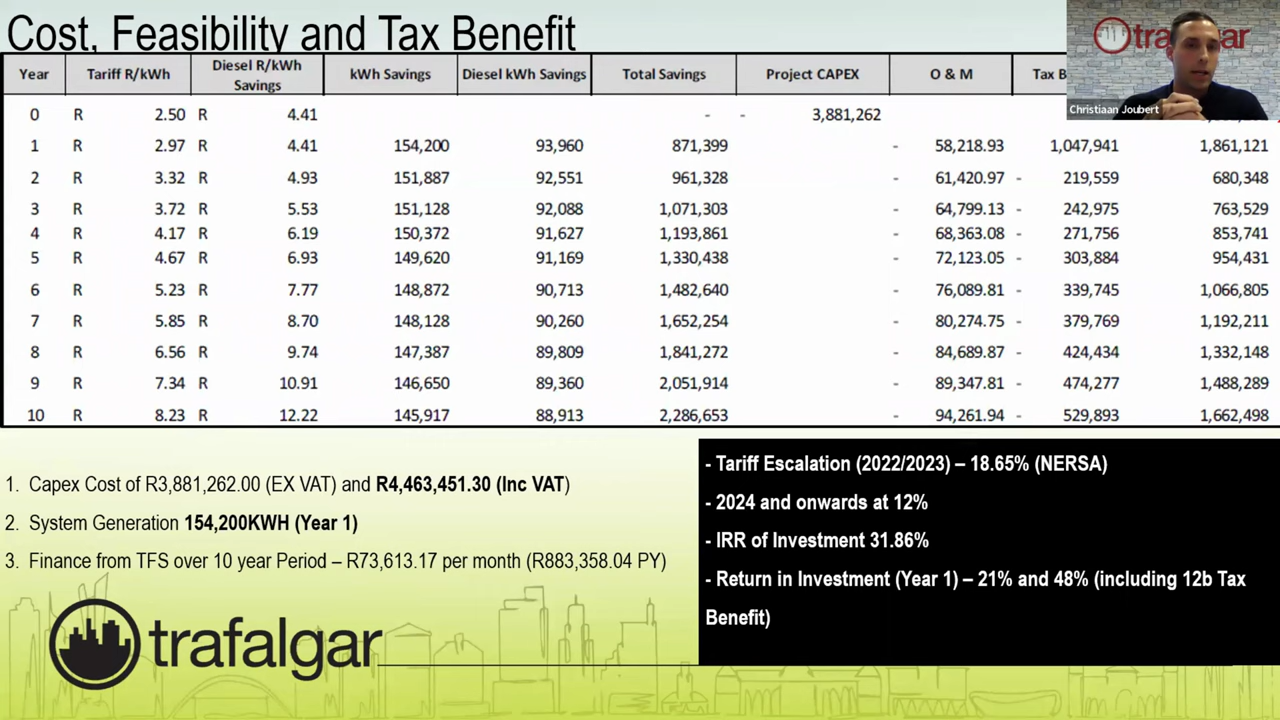 Cost, Feasibility and Tax Benefit
Year Tariff R/kWh Diesel R/kWh Savings kWh Savings Diesel kWh Savings Total Savings Project CAPEX O & M Tax
0 R 2.50 R 4.41 - - 3,881,262
1 R 2.97 R 4.41 154,200 93,960 871,399 - 58,218.93 1,047,941 1,861,121
2 R 3.32 R 4.93 151,887 92,551 961,328 - 61,420.97 - 219,559 680,348
3 R 3.72 R 5.53 151,128 92,088 1,071,303 - 64,799.13 - 242,975 763,529
4 R 4.17 R 6.19 150,372 91,627 1,193,861 - 68,363.08 - 271,756 853,741
5 R 4.67 R 6.93 149,620 91,169 1,330,438 - 72,123.05 - 303,884 954,431
6 R 5.23 R 7.77 148,872 90,713 1,482,640 - 76,089.81 - 339,745 1,066,805
7 R 5.85 R 8.70 148,128 90,260 1,652,254 - 80,274.75 - 379,769 1,192,211
8 R 6.56 R 9.74 147,387 89,809 1,841,272 - 84,689.87 - 424,434 1,332,148
9 R 7.34 R 10.91 146,650 89,360 2,051,914 - 89,347.81 - 474,277 1,488,289
10 R 8.23 R 12.22 145,917 88,913 2,286,653 - 94,261.94 - 529,893 1,662,498
Christiaan Joubert
1. Capex Cost of R3,881,262.00 (EX VAT) and R4,463,451.30 (Inc VAT)
2. System Generation 154,200KWH (Year 1)
3. Finance from TFS over 10 year Period – R73,613.17 per month (R883,358.04 PY)
- Tariff Escalation (2022/2023) – 18.65% (NERSA)
- 2024 and onwards at 12%
- IRR of Investment 31.86%
- Return in Investment (Year 1) – 21% and 48% (including 12b Tax
Benefit)
trafalgar